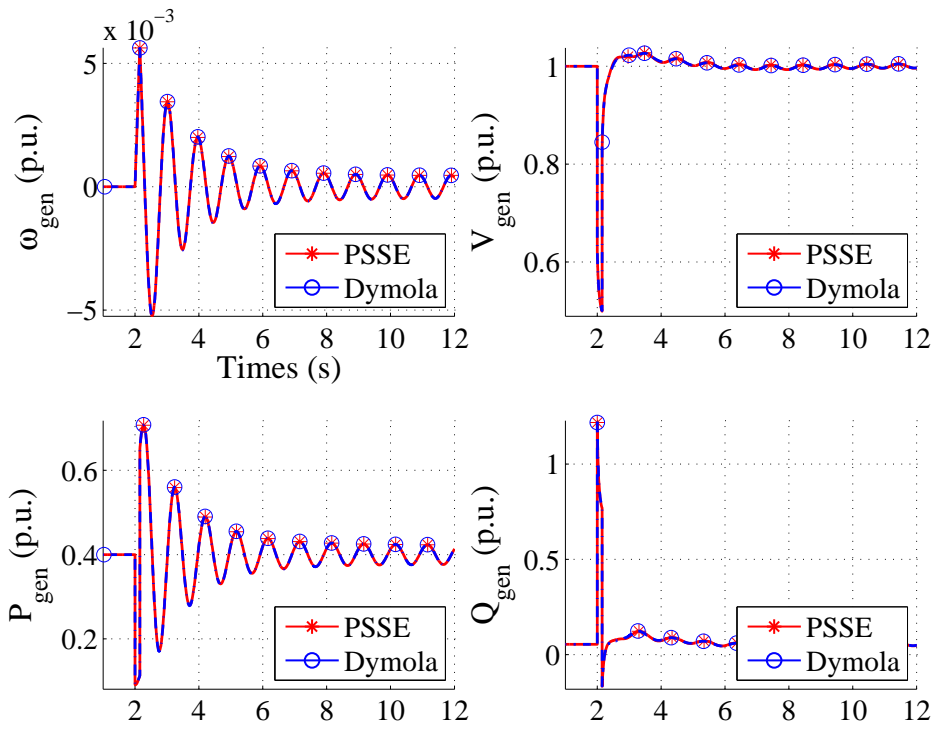 x 10⁻³
5
0
−5
ω_gen (p.u.)
2 4 6 8 10 12
Times (s)
PSSE
Dymola
1
0.8
0.6
V_gen (p.u.)
2 4 6 8 10 12
PSSE
Dymola
0.6
0.4
0.2
P_gen (p.u.)
2 4 6 8 10 12
PSSE
Dymola
1
0.5
0
Q_gen (p.u.)
2 4 6 8 10 12
PSSE
Dymola